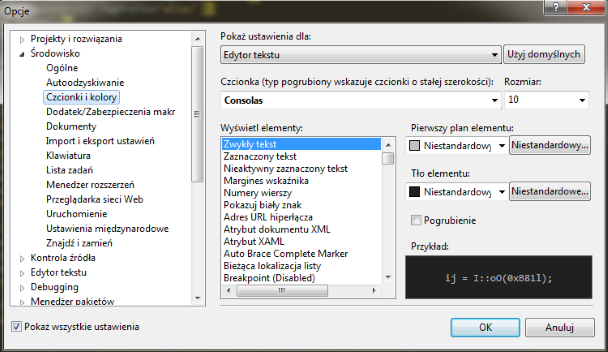 Opcje
Projekty i rozwiązania
Środowisko
Ogólne
Autoodzyskiwanie
Czcionki i kolory
Dodatek/Zabezpieczenia makr
Dokumenty
Import i eksport ustawień
Klawiatura
Lista zadań
Menedżer rozszerzeń
Przeglądarka sieci Web
Uruchomienie
Ustawienia międzynarodowe
Znajdź i zamień
Kontrola źródła
Edytor tekstu
Debugging
Menedżer pakietów
Pokaż wszystkie ustawienia
Pokaż ustawienia dla:
Edytor tekstu
Użyj domyślnych
Czcionka (typ pogrubiony wskazuje czcionki o stałej szerokości):
Rozmiar:
Consolas
10
Wyświetl elementy:
Zwykły tekst
Zaznaczony tekst
Nieaktywny zaznaczony tekst
Margines wskaźnika
Numery wierszy
Pokazuj biały znak
Adres URL hiperłącza
Atrybut dokumentu XML
Atrybut XAML
Auto Brace Complete Marker
Bieżąca lokalizacja listy
Breakpoint (Disabled)
Pierwszy plan elementu:
Niestandardowy
Niestandardowy...
Tło elementu:
Niestandardowy
Niestandardowe...
Pogrubienie
Przykład:
ij = I::oO(0xB81l);
OK
Anuluj